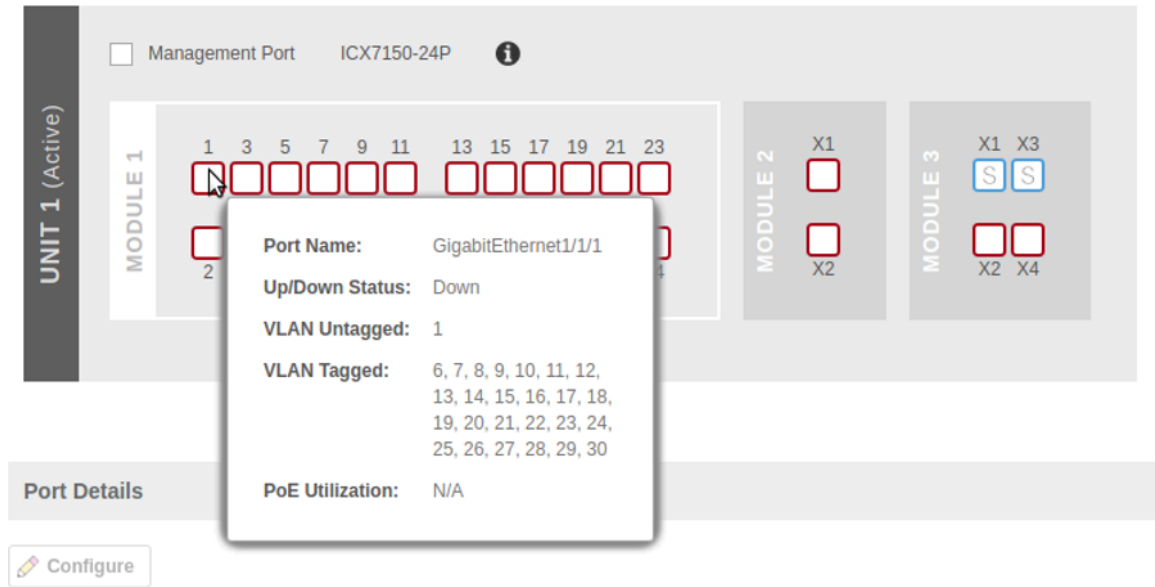 UNIT 1 (Active)
Management Port ICX7150-24P
MODULE 1
1 3 5 7 9 11 13 15 17 19 21 23
2 4
MODULE 2
X1
X2
MODULE 3
X1 X3
S S
X2 X4
Port Name: GigabitEthernet1/1/1
Up/Down Status: Down
VLAN Untagged: 1
VLAN Tagged: 6, 7, 8, 9, 10, 11, 12,
13, 14, 15, 16, 17, 18,
19, 20, 21, 22, 23, 24,
25, 26, 27, 28, 29, 30
PoE Utilization: N/A
Port Details
Configure